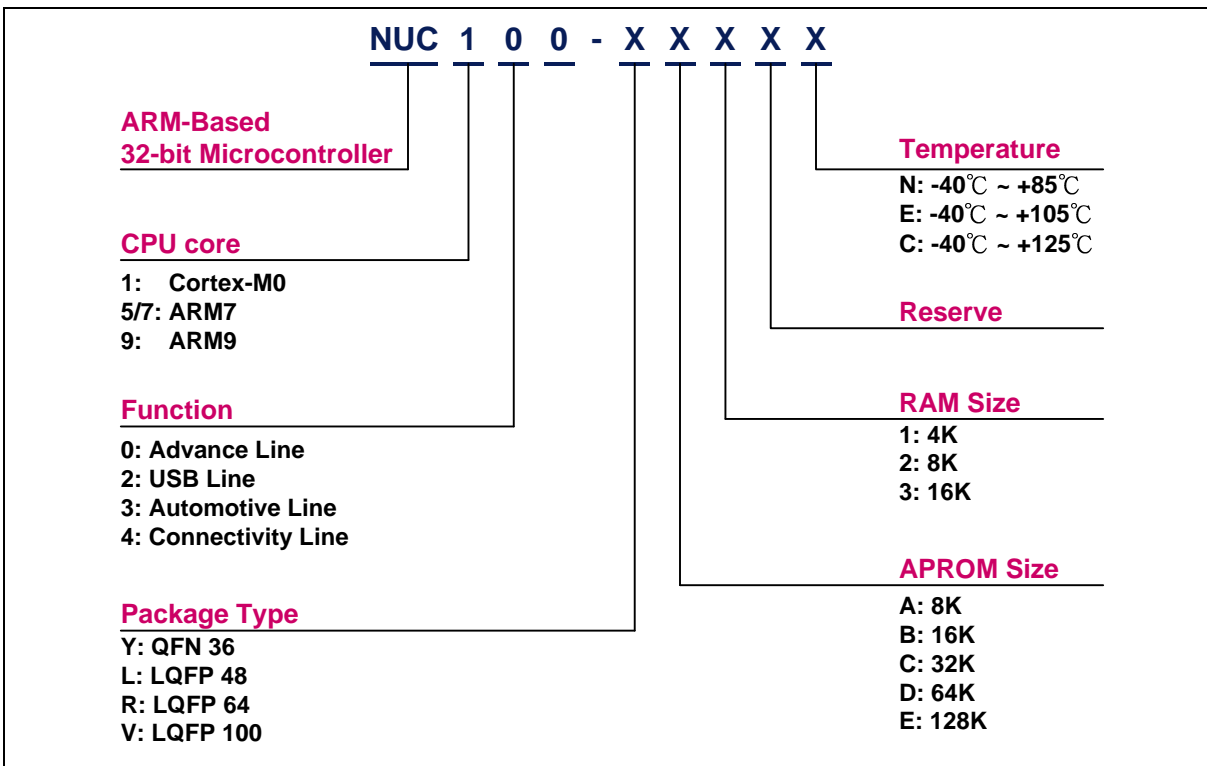 NUC 1 0 0 - X X X X X
ARM-Based
32-bit Microcontroller
CPU core
1: Cortex-M0
5/7: ARM7
9: ARM9
Function
0: Advance Line
2: USB Line
3: Automotive Line
4: Connectivity Line
Package Type
Y: QFN 36
L: LQFP 48
R: LQFP 64
V: LQFP 100
Temperature
N: -40℃ ~ +85℃
E: -40℃ ~ +105℃
C: -40℃ ~ +125℃
Reserve
RAM Size
1: 4K
2: 8K
3: 16K
APROM Size
A: 8K
B: 16K
C: 32K
D: 64K
E: 128K